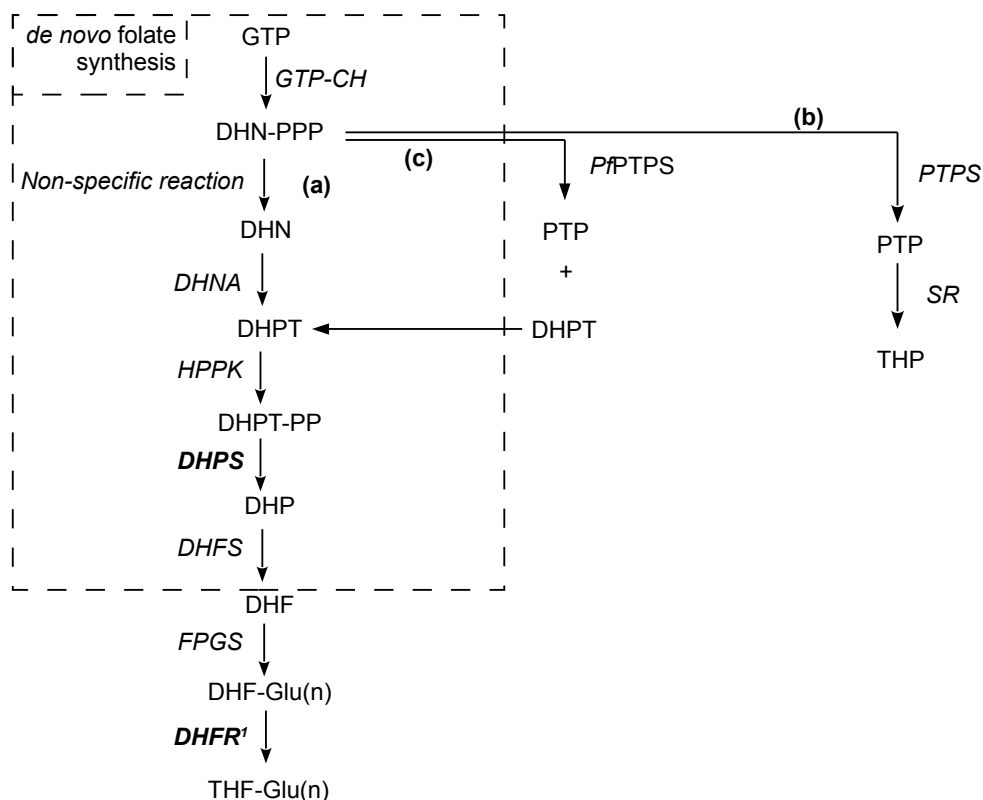 de novo folate
synthesis
GTP
GTP-CH
DHN-PPP
(b)
(c)
Non-specific reaction
(a)
PfPTPS
PTPS
DHN
PTP
PTP
+
DHNA
SR
DHPT
DHPT
THP
HPPK
DHPT-PP
DHPS
DHP
DHFS
DHF
FPGS
DHF-Glu(n)
DHFR¹
THF-Glu(n)